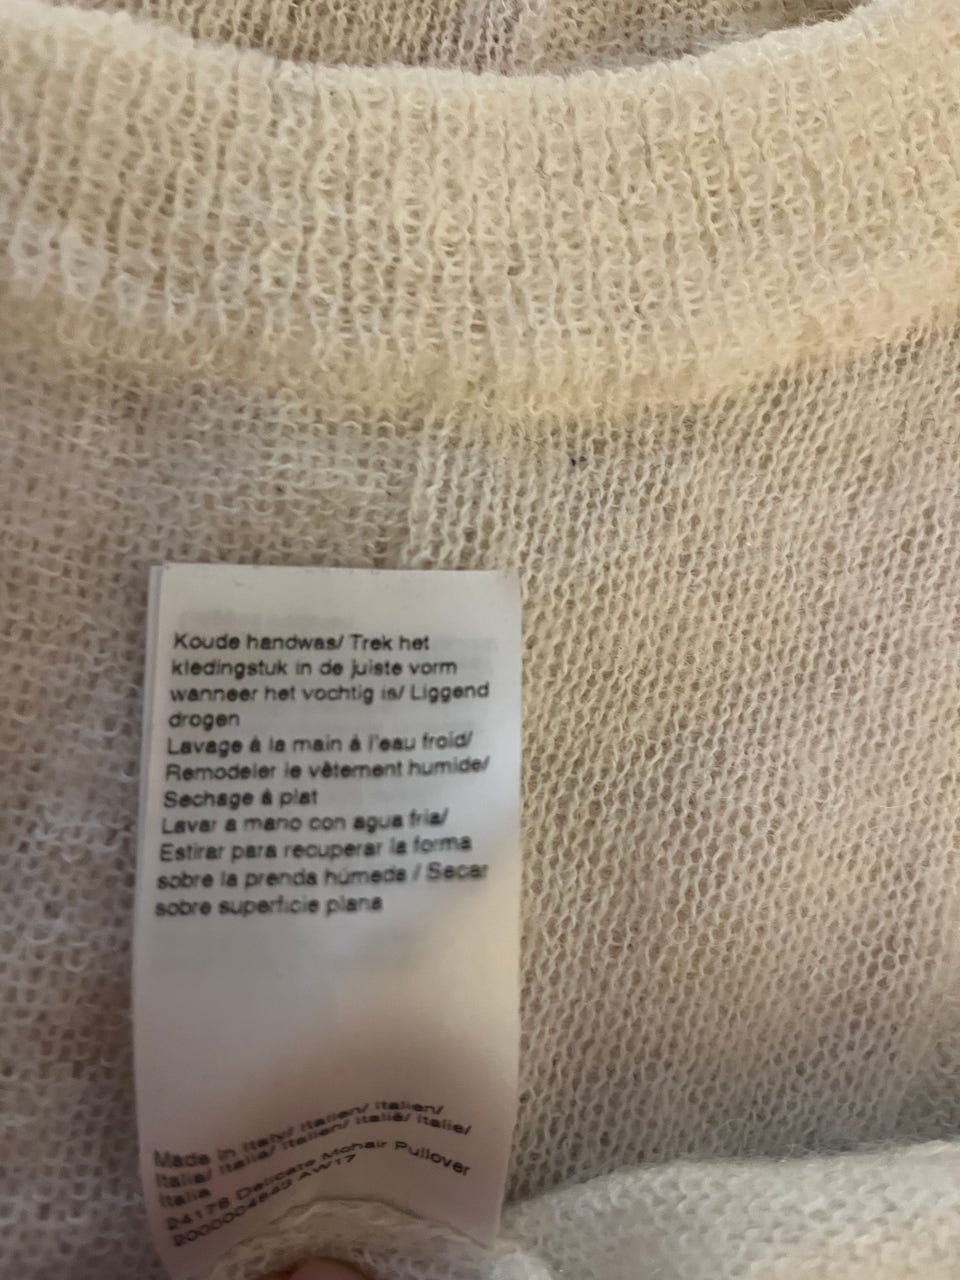 Koude handwas/ Trek het
kledingstuk in de juiste vorm
wanneer het vochtig is/ Liggend
drogen
Lavage à la main á l'eau froid/
Remodeler le vêtement humide/
Sechage á plat
Lavar a mano con agua fria/
Estirar para recuperar la forma
sobre la prenda húmeda / Secar
sobre superficie plana
Made in Italy/ Italien/ Italien/
Italia/ Italia/ Italien/ Italië/ Italie/
Italia
24178 Delicate Mohair Pullover
2000004843 AW17